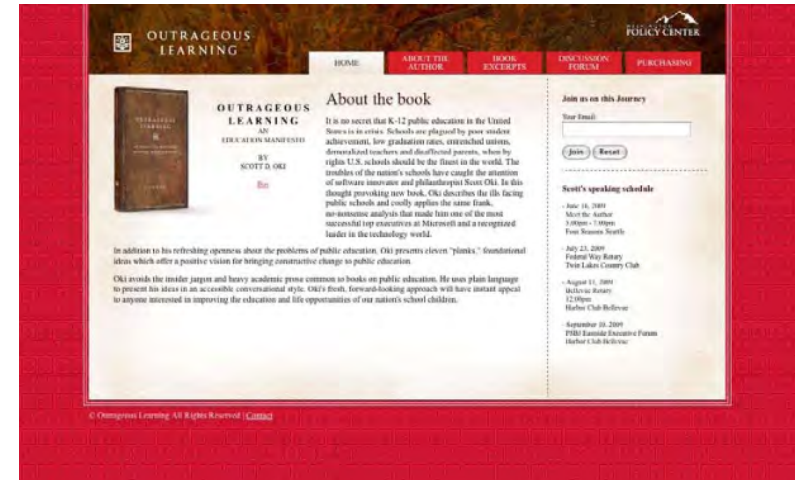 OUTRAGEOUS
LEARNING
WASHINGTON
POLICY CENTER
HOME
ABOUT THE
AUTHOR
BOOK
EXCERPTS
DISCUSSION
FORUM
PURCHASING
OUTRAGEOUS
LEARNING
OUTRAGEOUS
LEARNING
AN
EDUCATION MANIFESTO
BY
SCOTT D. OKI
Buy
About the book
It is no secret that K-12 public education in the United
States is in crisis. Schools are plagued by poor student
achievement, low graduation rates, entrenched unions,
demoralized teachers and disaffected parents, when by
rights U.S. schools should be the finest in the world. The
troubles of the nation's schools have caught the attention
of software innovator and philanthropist Scott Oki. In this
thought provoking new book, Oki describes the ills facing
public schools and coolly applies the same frank,
no-nonsense analysis that made him one of the most
successful top executives at Microsoft and a recognized
leader in the technology world.
In addition to his refreshing openness about the problems of public education, Oki presents eleven "planks," foundational
ideas which offer a positive vision for bringing constructive change to public education.
Oki avoids the insider jargon and heavy academic prose common to books on public education. He uses plain language
to present his ideas in an accessible conversational style. Oki's fresh, forward-looking approach will have instant appeal
to anyone interested in improving the education and life opportunities of our nation's school children.
Join us on this Journey
Your Email:
Join Reset
Scott's speaking schedule
- June 16, 2009
Meet the Author
5:00pm - 7:00pm
Four Seasons Seattle
- July 23, 2009
Federal Way Rotary
Twin Lakes Country Club
- August 11, 2009
Bellevue Rotary
12:00pm
Harbor Club Bellevue
- September 10, 2009
PSBJ Eastside Executive Forum
Harbor Club Bellevue
© Outrageous Learning All Rights Reserved | Contact